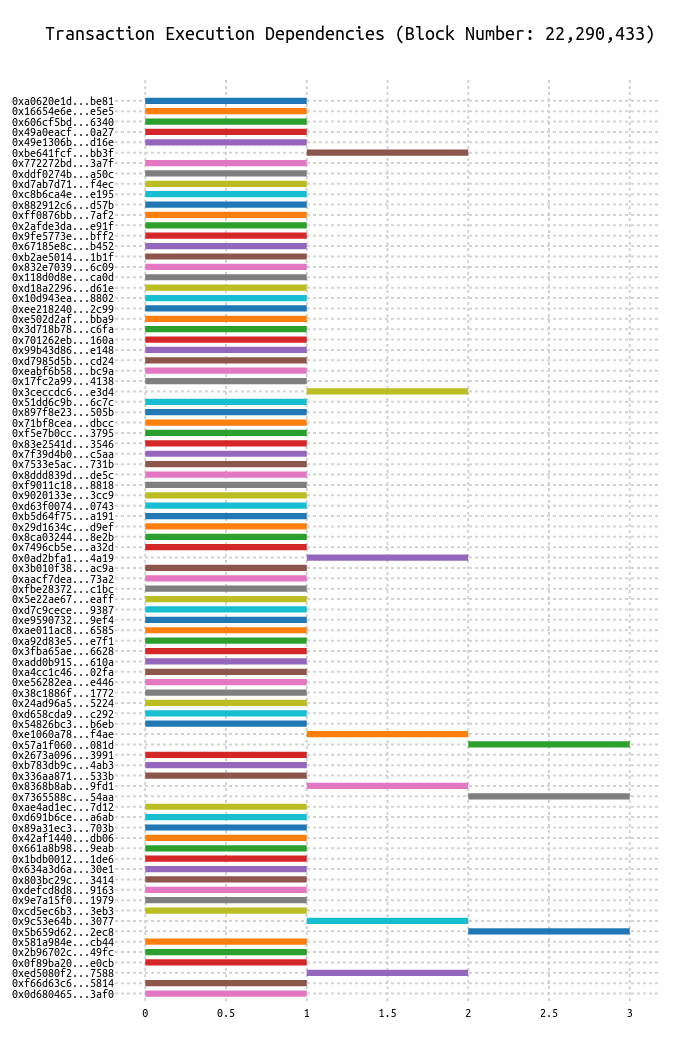 Transaction Execution Dependencies (Block Number: 22,290,433)
0xa0620e1d...be81
0x16654e6e...e5e5
0x606cf5bd...6340
0x49a0eacf...0a27
0x49e1306b...d16e
0xbe641fcf...bb3f
0x772272bd...3a7f
0xddf0274b...a50c
0xd7ab7d71...f4ec
0xc8b6ca4e...e195
0x882912c6...d57b
0xff0876bb...7af2
0x2afde3da...e91f
0x9fe5773e...bff2
0x67185e8c...b452
0xb2ae5014...1b1f
0x832e7039...6c09
0x118d0d8e...ca0d
0xd18a2296...d61e
0x10d943ea...8802
0xee218240...2c99
0xe502d2af...bba9
0x3d718b78...c6fa
0x701262eb...160a
0x99b43d86...e148
0xd7985d5b...cd24
0xeabf6b58...bc9a
0x17fc2a99...4138
0x3ceccdc6...e3d4
0x51dd6c9b...6c7c
0x897f8e23...505b
0x71bf8cea...dbcc
0xf5e7b0cc...3795
0x83e2541d...3546
0x7f39d4b0...c5aa
0x7533e5ac...731b
0x8ddd839d...de5c
0xf9011c18...8818
0x9020133e...3cc9
0xd63f0074...0743
0xb5d64f75...a191
0x29d1634c...d9ef
0x8ca03244...8e2b
0x7496cb5e...a32d
0x0ad2bfa1...4a19
0x3b010f38...ac9a
0xaacf7dea...73a2
0xfbe28372...c1bc
0x5e22ae67...eaff
0xd7c9cece...9387
0xe9590732...9ef4
0xae011ac8...6585
0xa92d83e5...e7f1
0x3fba65ae...6628
0xadd0b915...610a
0xa4cc1c46...02fa
0xe56282ea...e446
0x38c1886f...1772
0x24ad96a5...5224
0xd658cda9...c292
0x54826bc3...b6eb
0xe1060a78...f4ae
0x57a1f060...081d
0x2673a096...3991
0xb783db9c...4ab3
0x336aa871...533b
0x8368b8ab...9fd1
0x7365588c...54aa
0xae4ad1ec...7d12
0xd691b6ce...a6ab
0x89a31ec3...703b
0x42af1440...db06
0x661a8b98...9eab
0x1bdb0012...1de6
0x634a3d6a...30e1
0x803bc29c...3414
0xdefcd8d8...9163
0x9e7a15f0...1979
0xcd5ec6b3...3eb3
0x9c53e64b...3077
0x5b659d62...2ec8
0x581a984e...cb44
0x2b96702c...49fc
0x0f89ba20...e0cb
0xed5080f2...7588
0xf66d63c6...5814
0x0d680465...3af0
0 0.5 1 1.5 2 2.5 3